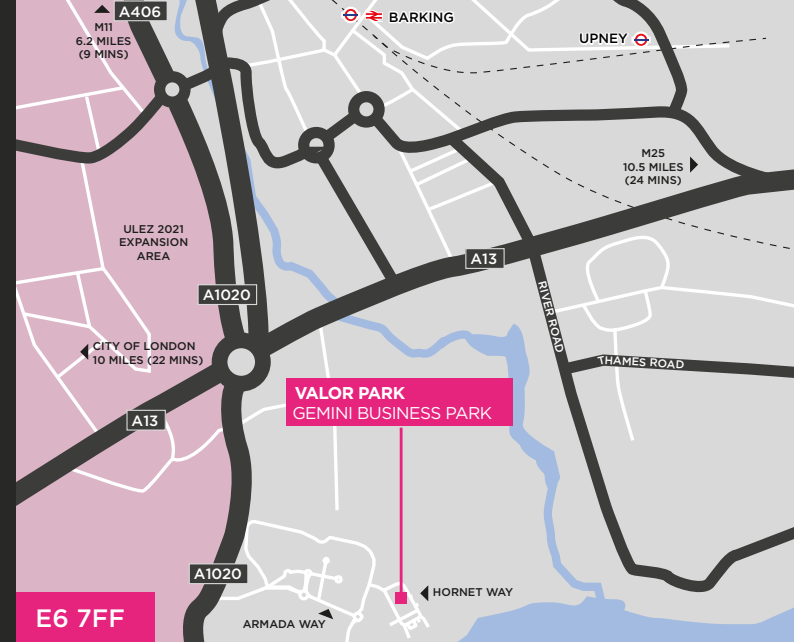 A406
M11
6.2 MILES
(9 MINS)
BARKING
UPNEY
M25
10.5 MILES
(24 MINS)
ULEZ 2021
EXPANSION
AREA
A13
A1020
RIVER ROAD
CITY OF LONDON
10 MILES (22 MINS)
THAMES ROAD
VALOR PARK
GEMINI BUSINESS PARK
A13
A1020
HORNET WAY
E6 7FF
ARMADA WAY